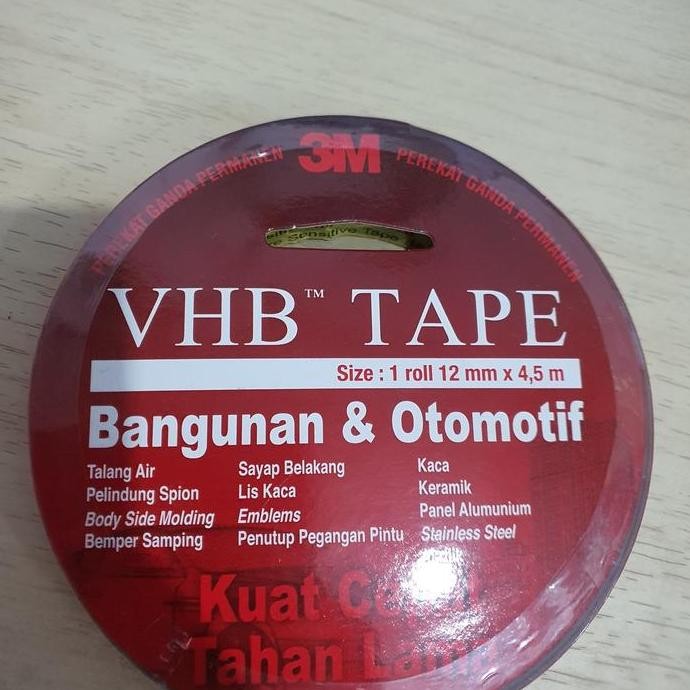 3M
PEREKAT GANDA PERMANEN
PEREKAT GANDA PERMANEN
Sensitive Tape
VHB™ TAPE
Size : 1 roll 12 mm x 4,5 m
Bangunan & Otomotif
Talang Air
Pelindung Spion
Body Side Molding
Bemper Samping
Sayap Belakang
Lis Kaca
Emblems
Penutup Pegangan Pintu
Kaca
Keramik
Panel Alumunium
Stainless Steel
Kuat
Tahan